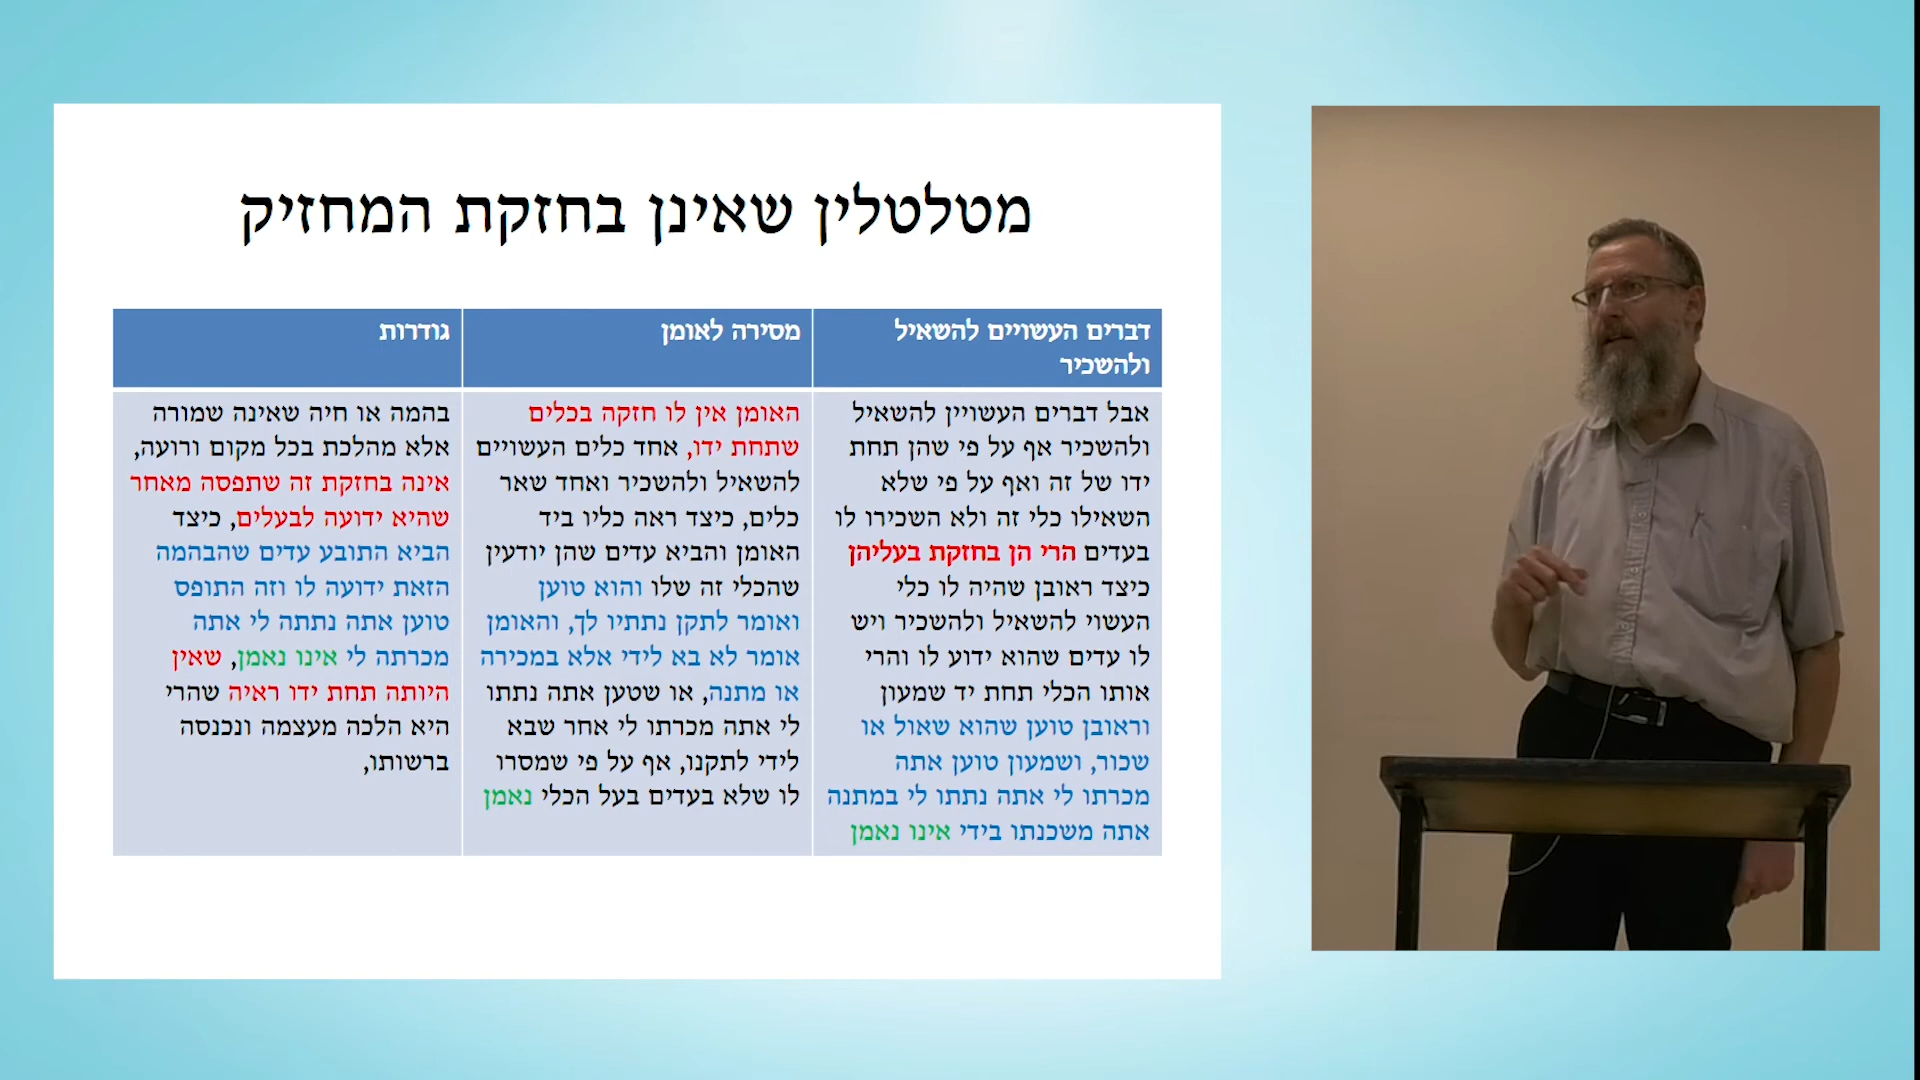 מטלטלין שאינן בחזקת המחזיק
דברים העשויים להשאיל
ולהשכיר
אבל דברים העשויין להשאיל
ולהשכיר אף על פי שהן תחת
ידו של זה ואף על פי שלא
השאילו כלי זה ולא השכירו לו
בעדים הרי הן בחזקת בעליהן
כיצד ראובן שהיה לו כלי
העשוי להשאיל ולהשכיר ויש
לו עדים שהוא ידוע לו והרי
אותו הכלי תחת יד שמעון
וראובן טוען שהוא שאול או
שכור, ושמעון טוען אתה
מכרתו לי אתה נתתו לי במתנה
אתה משכנתו בידי אינו נאמן
מסירה לאומן
האומן אין לו חזקה בכלים
שתחת ידו, אחד כלים העשויים
להשאיל ולהשכיר ואחד שאר
כלים, כיצד ראה כליו ביד
האומן והביא עדים שהן יודעין
שהכלי זה שלו והוא טוען
ואומר לתקן נתתיו לך, והאומן
אומר לא בא לידי אלא במכירה
או מתנה, או שטען אתה נתתו
לי אתה מכרתו לי אחר שבא
לידי לתקנו, אף על פי שמסרו
לו שלא בעדים בעל הכלי נאמן
גודרות
בהמה או חיה שאינה שמורה
אלא מהלכת בכל מקום ורועה,
אינה בחזקת זה שתפסה מאחר
שהיא ידועה לבעלים, כיצד
הביא התובע עדים שהבהמה
הזאת ידועה לו וזה התופס
טוען אתה נתתה לי אתה
מכרתה לי אינו נאמן, שאין
היותה תחת ידו ראיה שהרי
היא הלכה מעצמה ונכנסה
ברשותו,